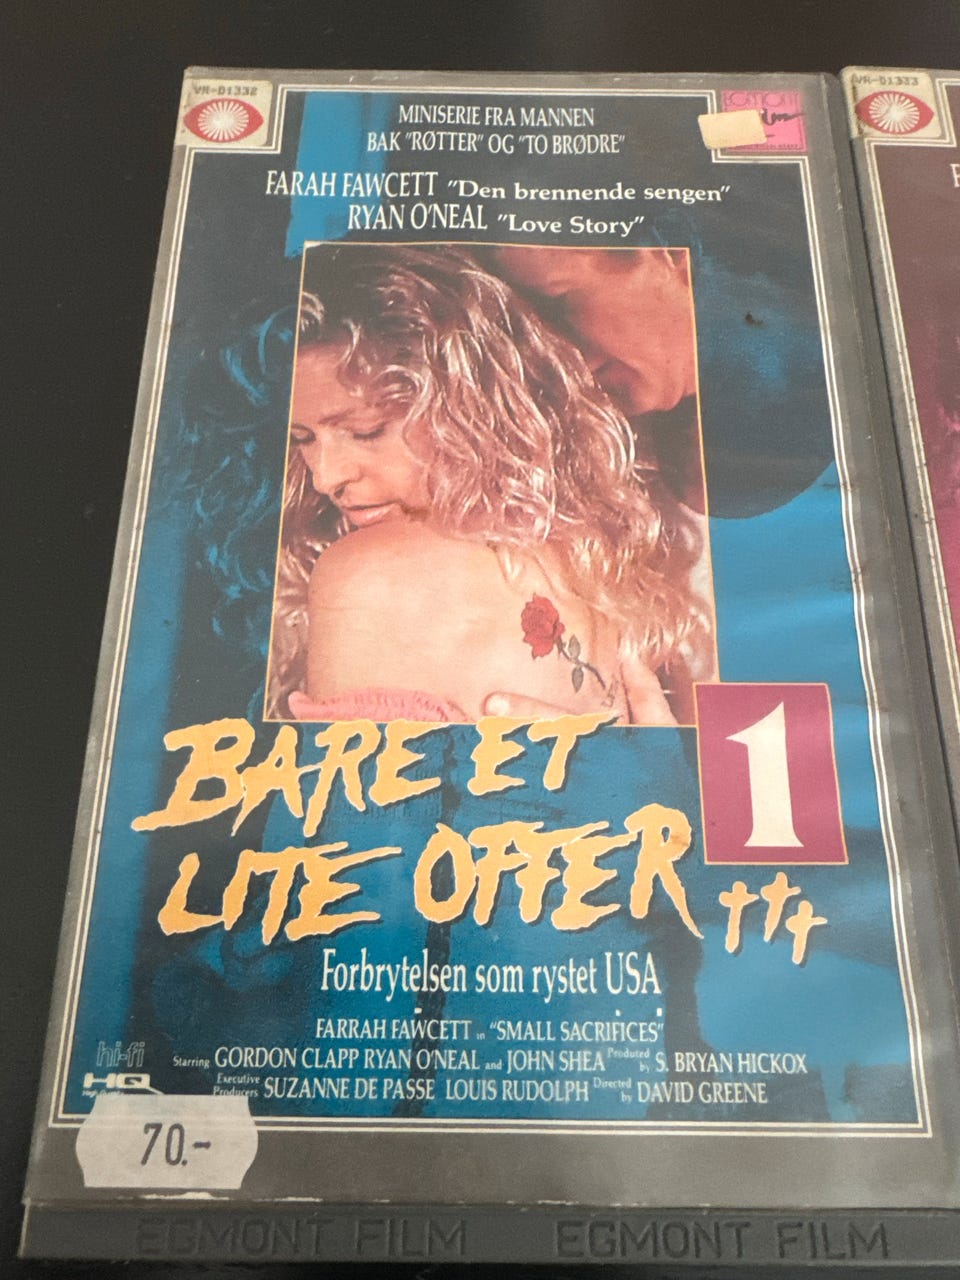 VR-D1332
MINISERIE FRA MANNEN
BAK "RØTTER" OG "TO BRØDRE"
FARAH FAWCETT "Den brennende sengen"
RYAN O'NEAL "Love Story"
BARE ET
LITE OFFER
1
Forbrytelsen som rystet USA
FARRAH FAWCETT in "SMALL SACRIFICES"
Starring GORDON CLAPP RYAN O'NEAL and JOHN SHEA Produced by S. BRYAN HICKOX
Executive Producers SUZANNE DE PASSE LOUIS RUDOLPH Directed by DAVID GREENE
hi-fi
HQ
70.-
EGMONT FILM EGMONT FILM
VR-D1333